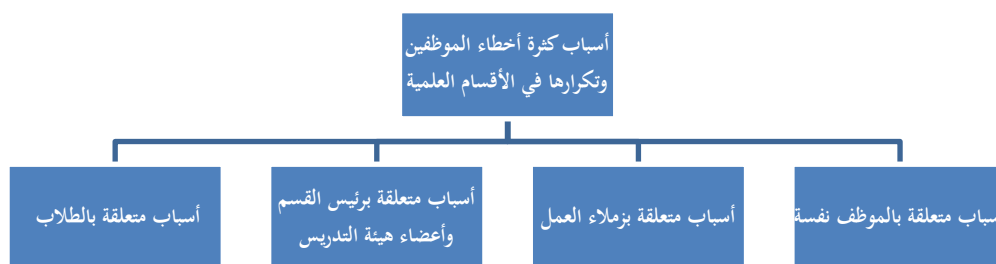 أسباب كثرة أخطاء الموظفين
وتكرارها في الأقسام العلمية
سباب متعلقة بالموظف نفسة
أسباب متعلقة بزملاء العمل
أسباب متعلقة برئيس القسم
وأعضاء هيئة التدريس
أسباب متعلقة بالطلاب